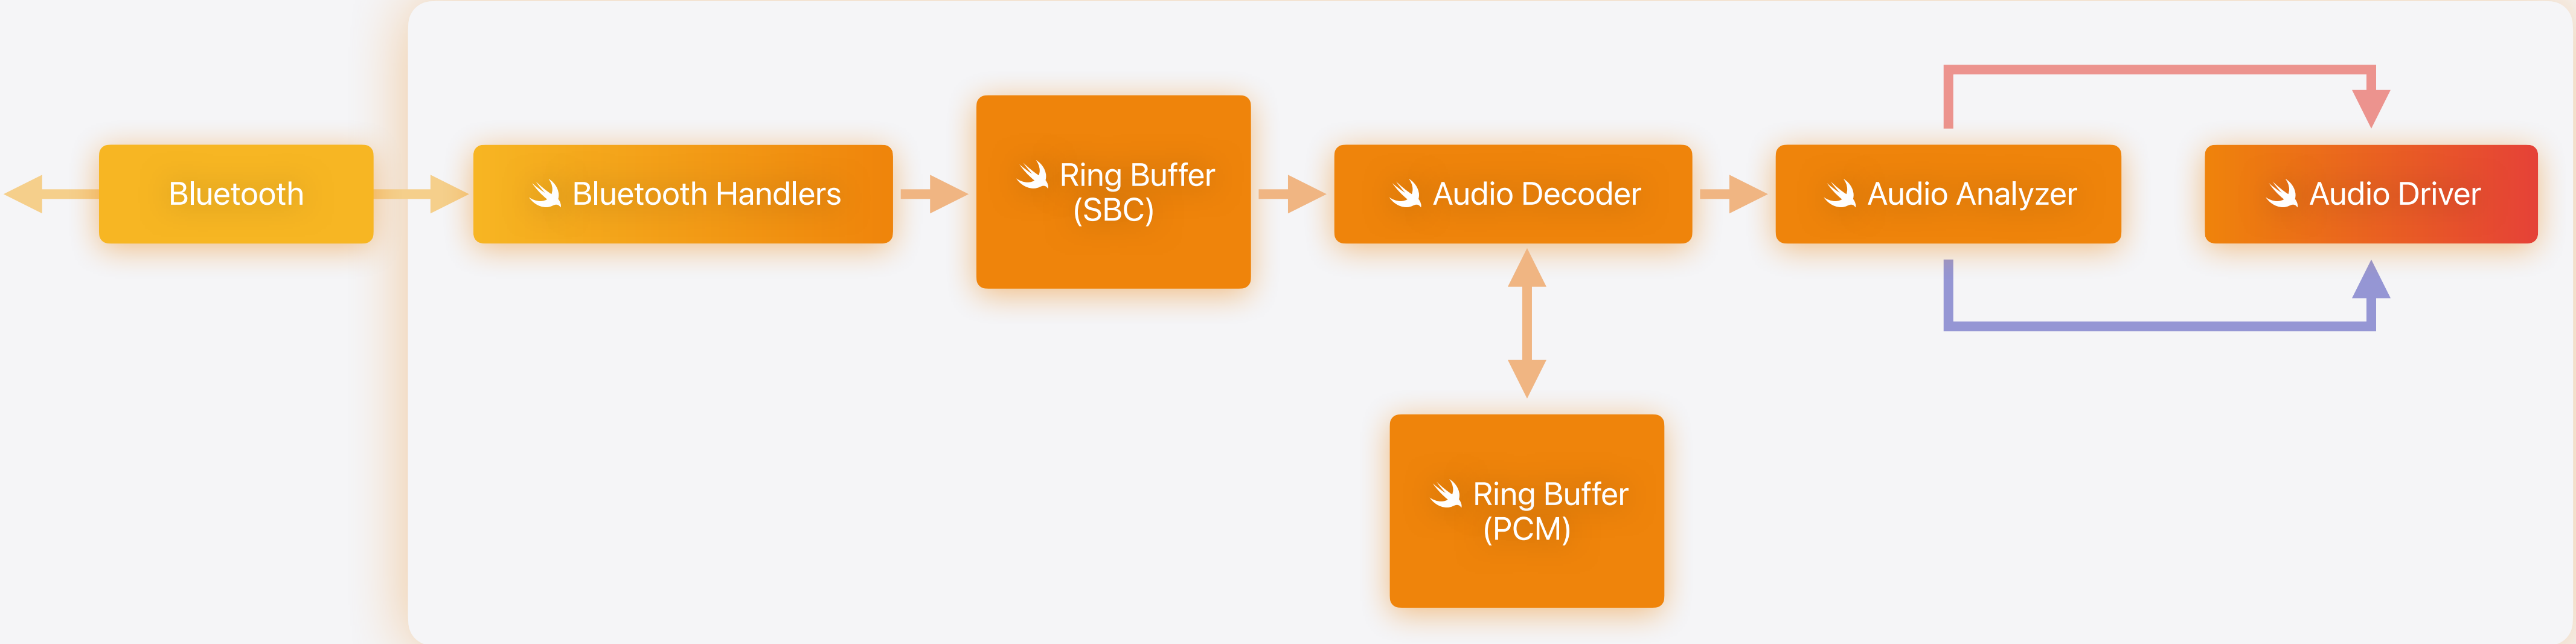 Bluetooth
Bluetooth Handlers
Ring Buffer
(SBC)
Audio Decoder
Audio Analyzer
Audio Driver
Ring Buffer
(PCM)